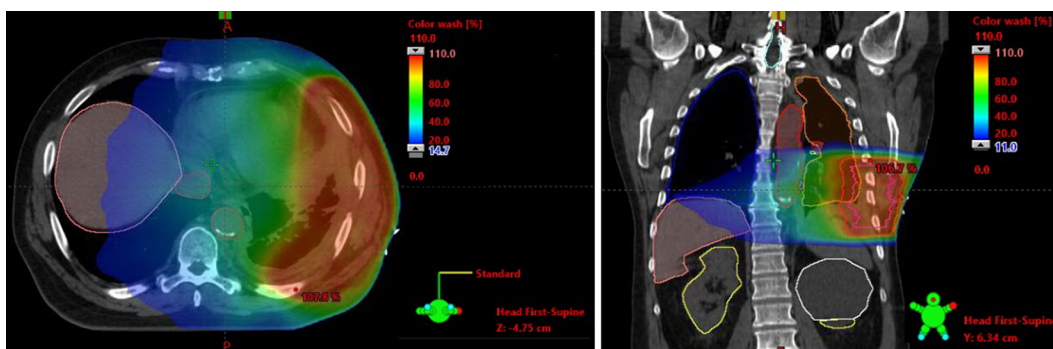 A
Color wash [%]
110.0
110.0
80.0
60.0
40.0
20.0
14.7
0.0
107.6 %
Standard
Head First-Supine
Z: -4.75 cm
P
H
Color wash [%]
110.0
110.0
80.0
60.0
40.0
20.0
11.0
0.0
106.7 %
Head First-Supine
Y: 6.34 cm